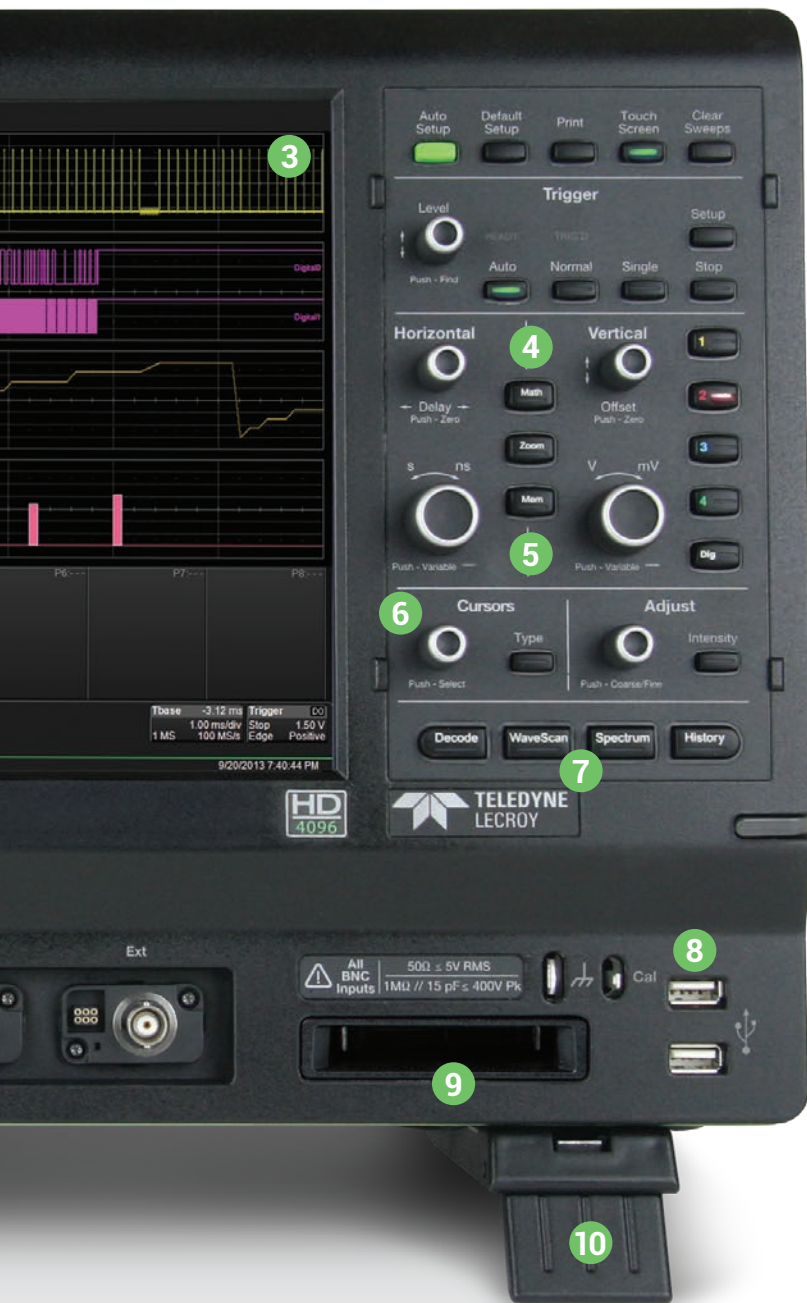 3
Digital0
Digital1
P6:---
P7:---
P8:---
Tbase -3.12 ms Trigger D0
1.00 ms/div Stop 1.50 V
1 MS 100 MS/s Edge Positive
9/20/2013 7:40:44 PM
Auto Setup
Default Setup
Print
Touch Screen
Clear Sweeps
Trigger
Level
READY
TRIG'D
Setup
Push - Find
Auto
Normal
Single
Stop
Horizontal
4
Vertical
1
Math
2
Delay
Push - Zero
Offset
Push - Zero
Zoom
3
s ns
V mV
Mem
4
5
Dig
Push - Variable
Push - Variable
6
Cursors
Adjust
Type
Intensity
Push - Select
Push - Coarse/Fine
Decode
WaveScan
Spectrum
History
7
HD
4096
TELEDYNE
LECROY
Ext
All
BNC
Inputs
50Ω ≤ 5V RMS
1MΩ // 15 pF ≤ 400V Pk
Cal
8
9
10